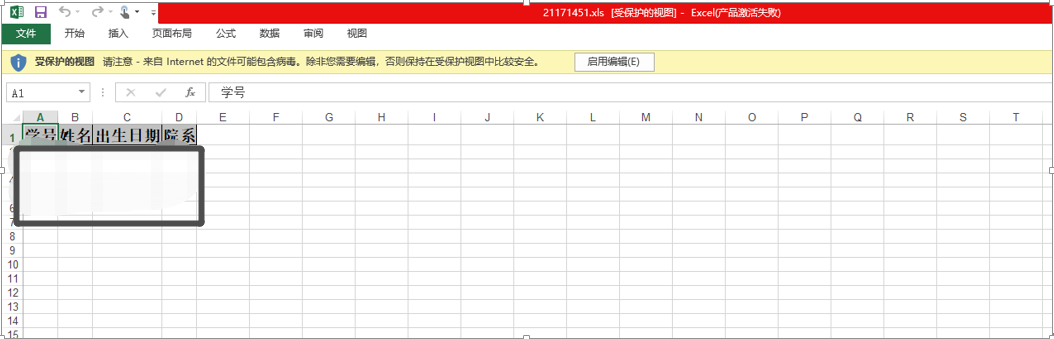 21171451.xls [受保护的视图] - Excel(产品激活失败)
文件 开始 插入 页面布局 公式 数据 审阅 视图
受保护的视图 请注意 - 来自 Internet 的文件可能包含病毒。除非您需要编辑，否则保持在受保护视图中比较安全。 启用编辑(E)
A1 fx 学号
A B C D E F G H I J K L M N O P Q R S T
1 学号 姓名 出生日期 院系
7
8
9
10
11
12
13
14
15